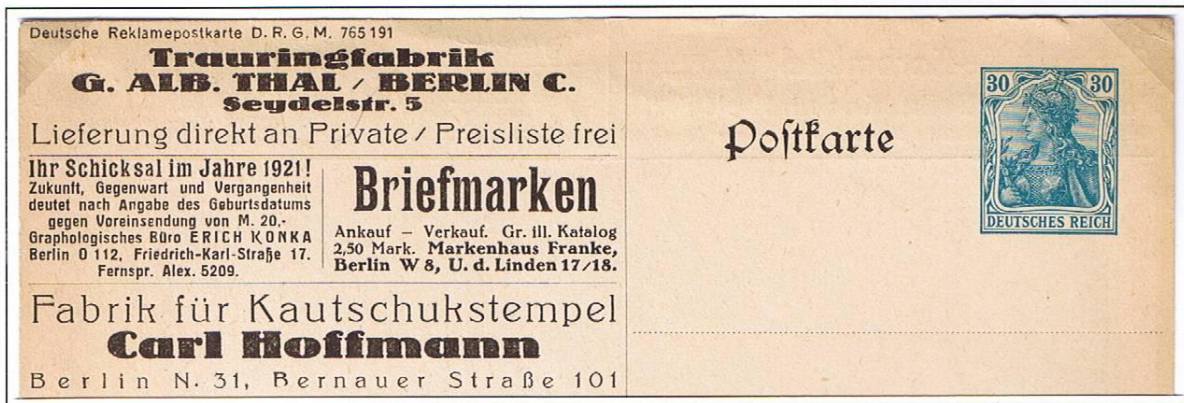 Deutsche Reklamepostkarte D. R. G. M. 765191
Trauringfabrik
G. ALB. THAL / BERLIN C.
Seydelstr. 5
Lieferung direkt an Private / Preisliste frei
Ihr Schicksal im Jahre 1921!
Zukunft, Gegenwart und Vergangenheit
deutet nach Angabe des Geburtsdatums
gegen Voreinsendung von M. 20,-
Graphologisches Büro ERICH KONKA
Berlin O 112, Friedrich-Karl-Straße 17.
Fernspr. Alex. 5209.
Briefmarken
Ankauf – Verkauf. Gr. ill. Katalog
2,50 Mark. Markenhaus Franke,
Berlin W 8, U. d. Linden 17/18.
Fabrik für Kautschukstempel
Carl Hoffmann
Berlin N. 31, Bernauer Straße 101
Poſtkarte
30 30
DEUTSCHES REICH